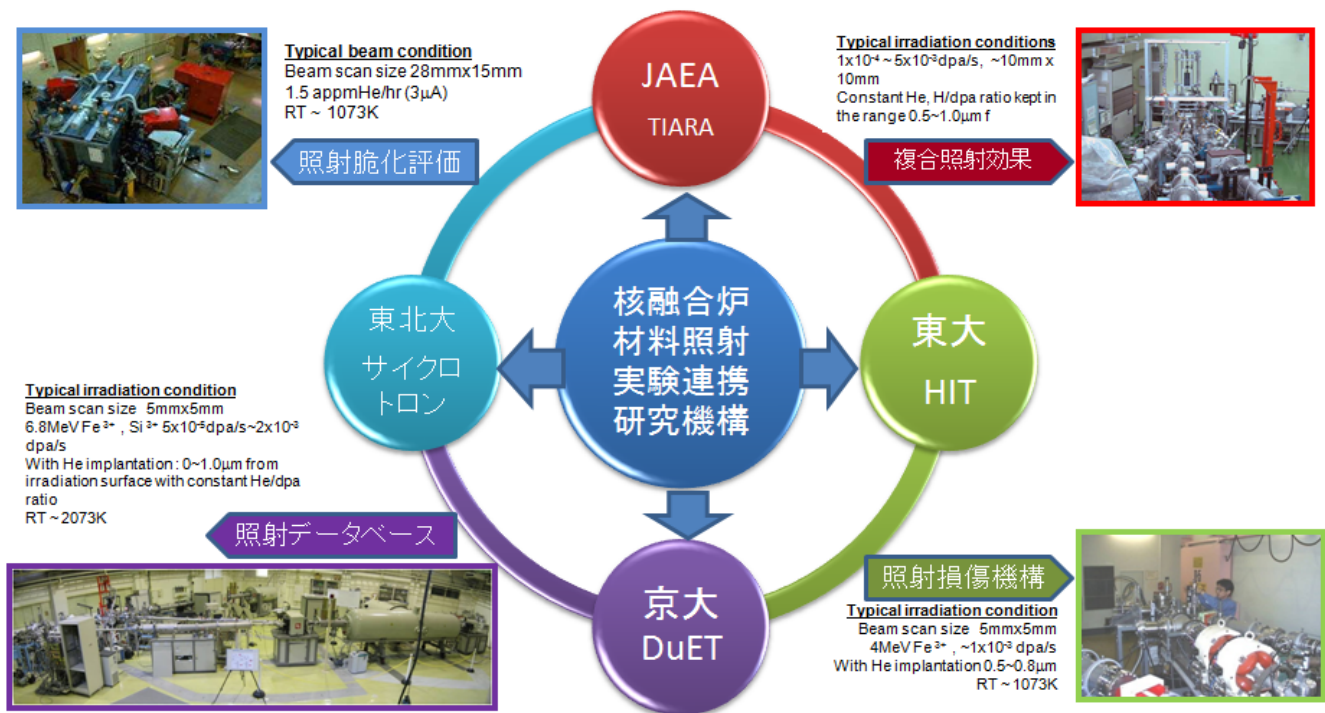 Typical beam condition
Beam scan size 28mmx15mm
1.5 appmHe/hr (3μA)
RT ~ 1073K
照射脆化評価
JAEA
TIARA
Typical irradiation conditions
1x10⁻⁴ ~ 5x10⁻³dpa/s, ~10mm x
10mm
Constant He, H/dpa ratio kept in
the range 0.5~1.0μm f
複合照射効果
東北大
サイクロ
トロン
核融合炉
材料照射
実験連携
研究機構
東大
HIT
Typical irradiation condition
Beam scan size 5mmx5mm
6.8MeV Fe³⁺ , Si³⁺ 5x10⁻⁵dpa/s~2x10⁻³
dpa/s
With He implantation : 0~1.0μm from
irradiation surface with constant He/dpa
ratio
RT ~ 2073K
照射データベース
京大
DuET
照射損傷機構
Typical irradiation condition
Beam scan size 5mmx5mm
4MeV Fe³⁺ , ~1x10⁻³ dpa/s
With He implantation 0.5~0.8μm
RT ~ 1073K